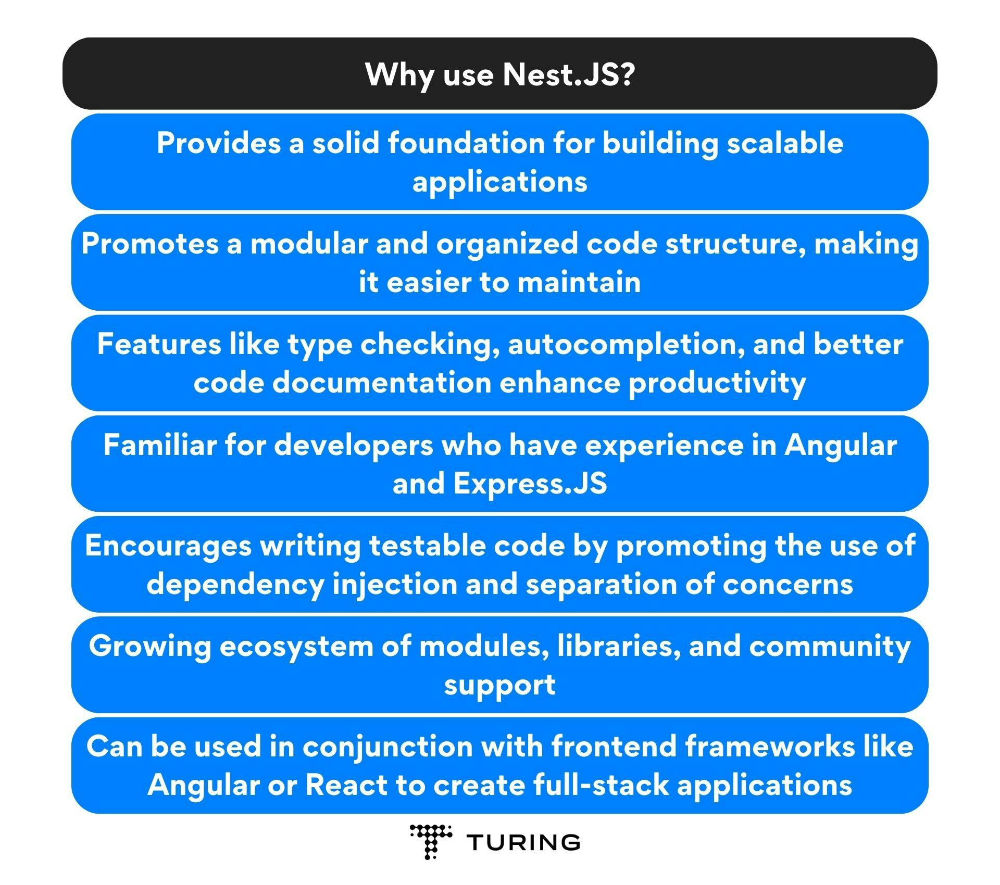 Why use Nest.JS?
Provides a solid foundation for building scalable
applications
Promotes a modular and organized code structure, making
it easier to maintain
Features like type checking, autocompletion, and better
code documentation enhance productivity
Familiar for developers who have experience in Angular
and Express.JS
Encourages writing testable code by promoting the use of
dependency injection and separation of concerns
Growing ecosystem of modules, libraries, and community
support
Can be used in conjunction with frontend frameworks like
Angular or React to create full-stack applications
TURING